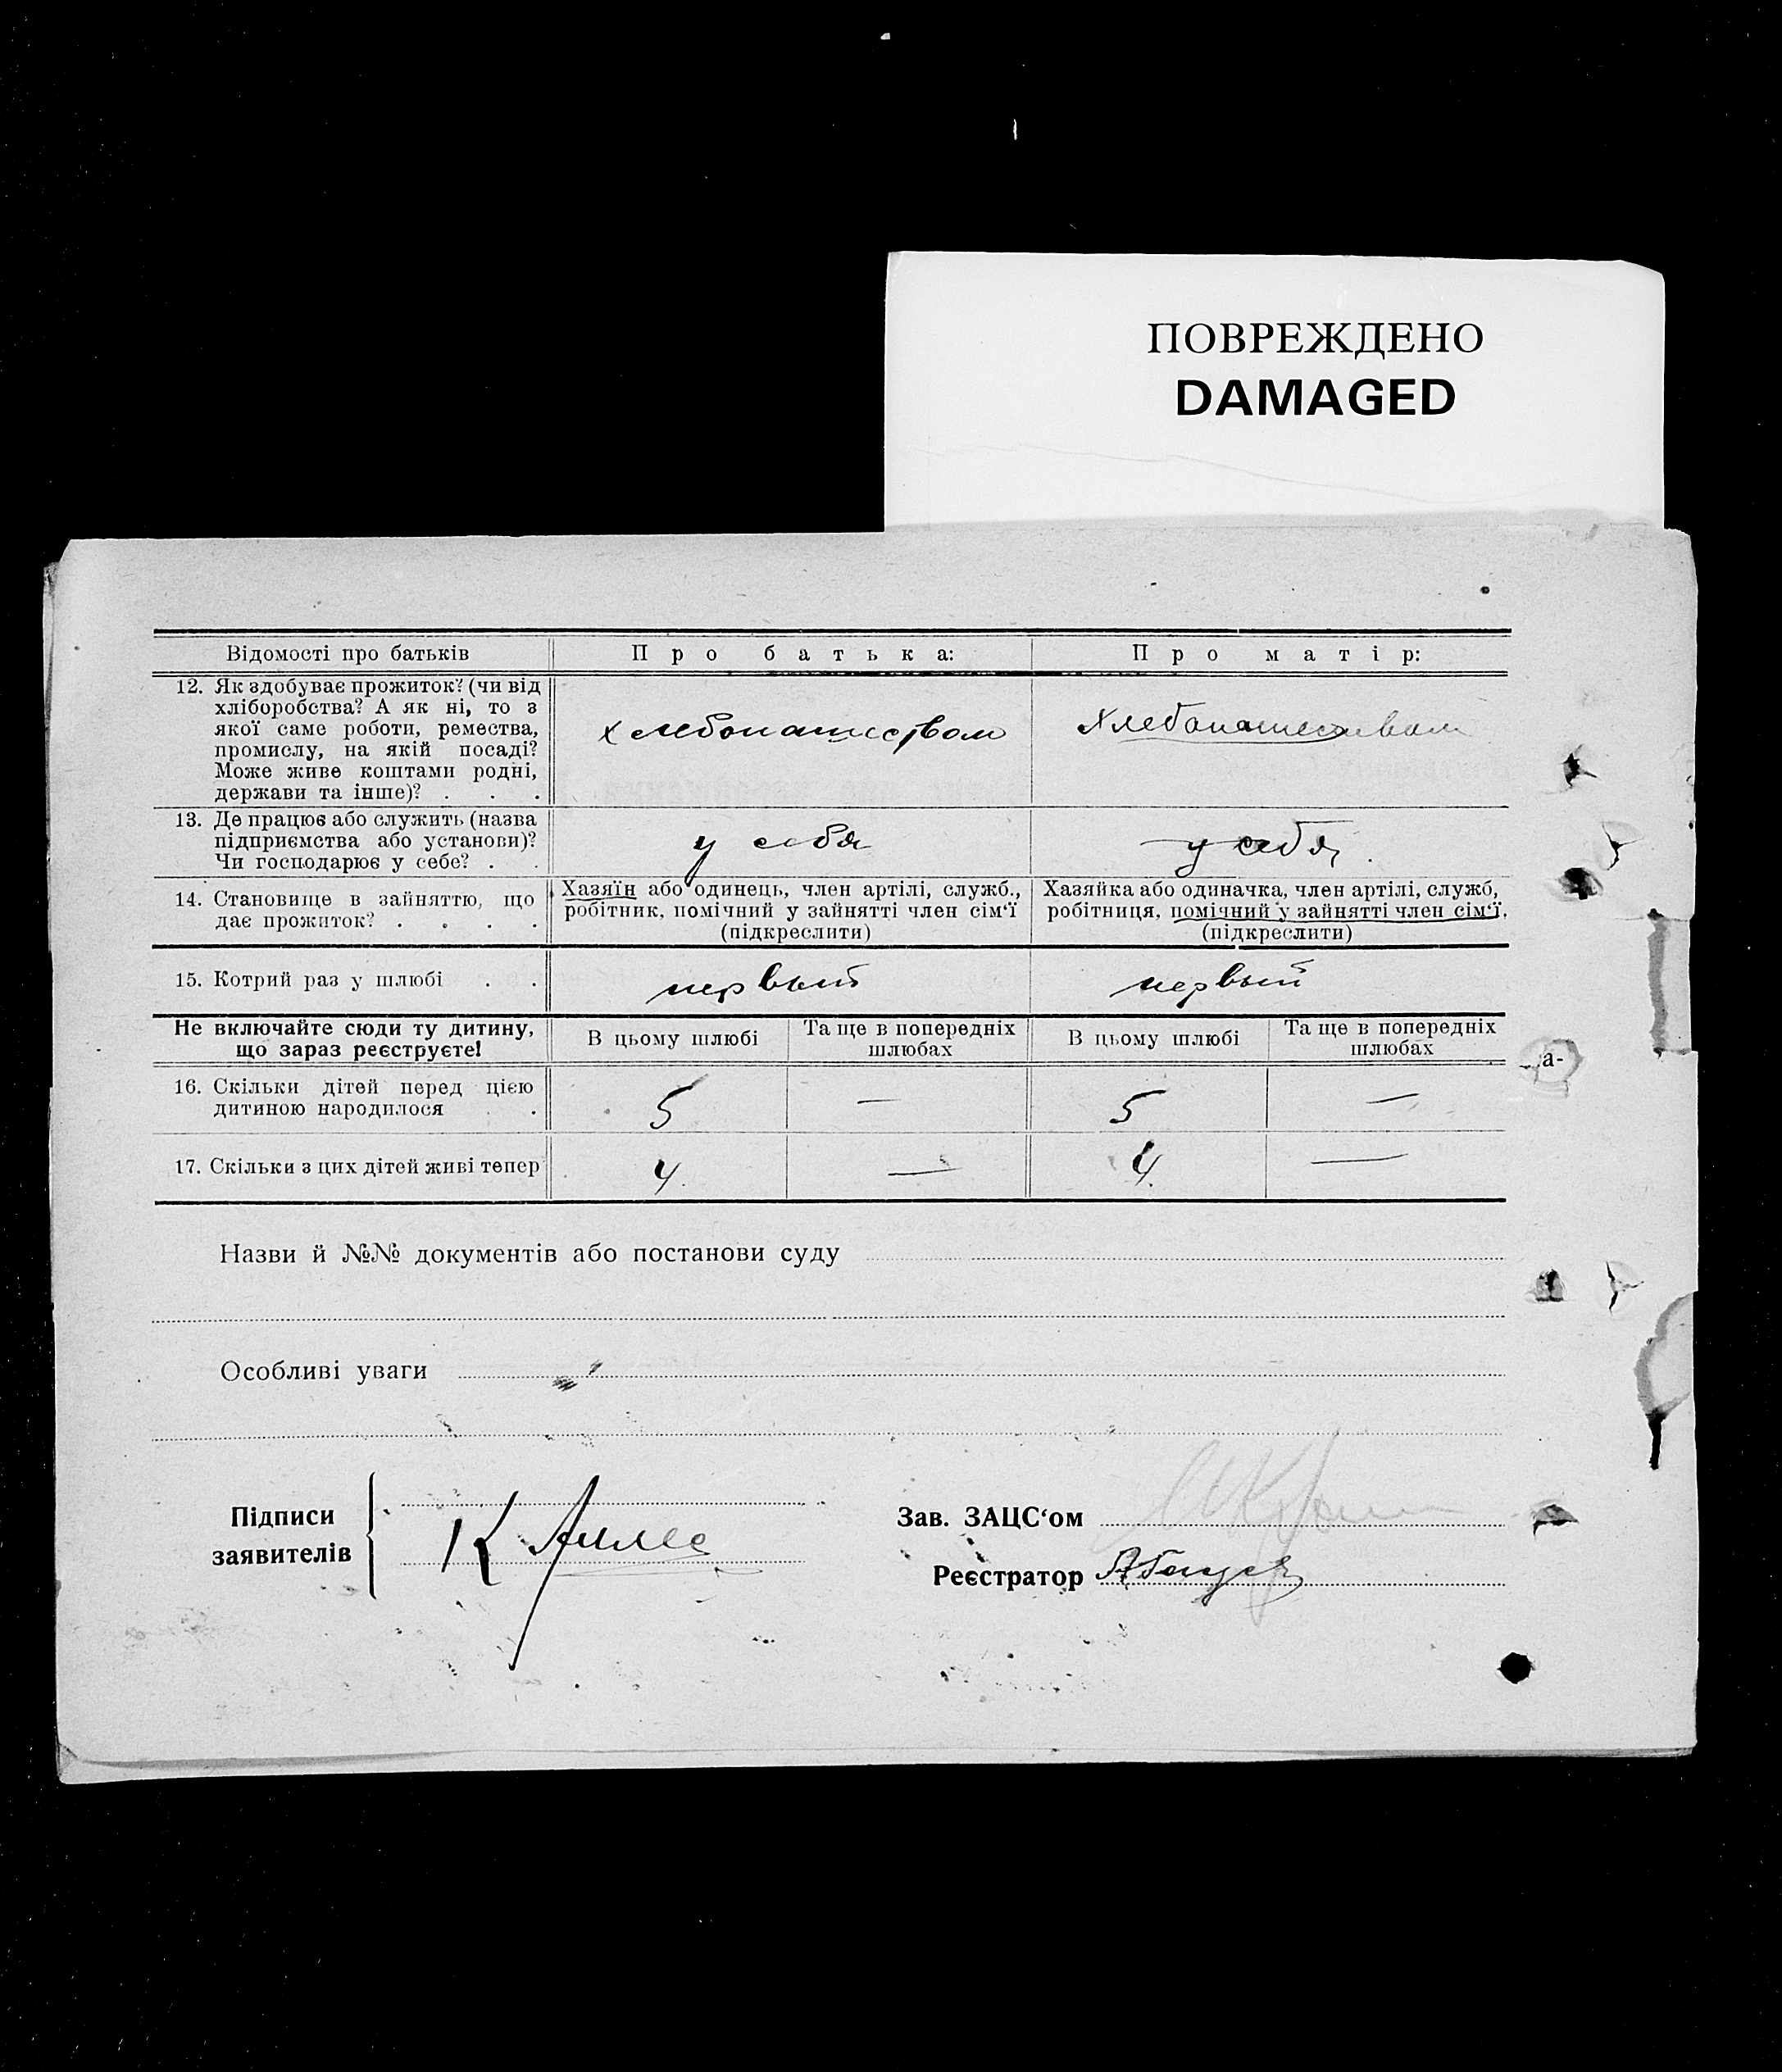 ПОВРЕЖДЕНО
DAMAGED
Відомості про батьків
Про батька:
Про матір:
12. Як здобуває прожиток? (чи від
хліборобства? А як ні, то з
якої саме роботи, ремества,
промислу, на якій посаді?
Може живе коштами родні,
держави та інше)? . . .
хлебопашеством
хлебопашеством
13. Де працює або служить (назва
підприємства або установи)?
Чи господарює у себе? . .
у себя
у себя
14. Становище в зайняттю, що
дає прожиток? . . . .
Хазяїн або одинець, член артілі, служб.,
робітник, помічний у зайнятті член сім‘ї
(підкреслити)
Хазяйка або одиначка, член артілі, служб,
робітниця, помічний у зайнятті член сім‘ї,
(підкреслити)
15. Котрий раз у шлюбі . .
первый
первый
Не включайте сюди ту дитину,
що зараз реєструєте!
В цьому шлюбі
Та ще в попередніх
шлюбах
В цьому шлюбі
Та ще в попередніх
шлюбах
16. Скільки дітей перед цією
дитиною народилося .
5
—
5
—
17. Скільки з цих дітей живі тепер
4.
—
4.
—
а-
Назви й №№ документів або постанови суду
Особливі уваги
Підписи
заявителів
К
Зав. ЗАЦС‘ом
Реєстратор